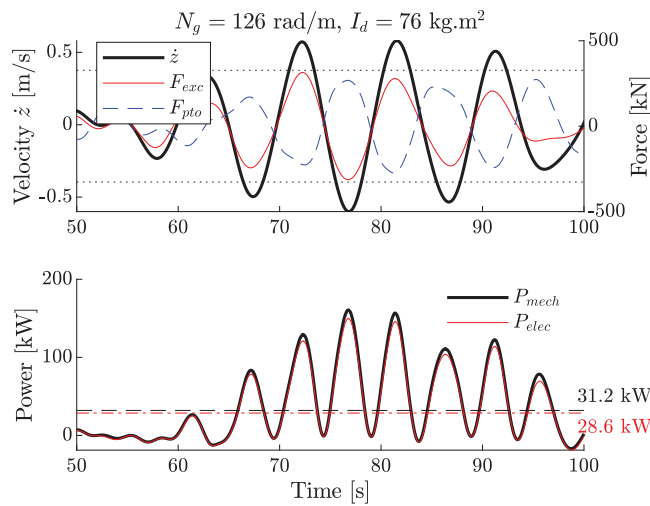 N_g = 126 rad/m, I_d = 76 kg.m²
Velocity ż [m/s]
0.5
0
-0.5
ż
F_exc
F_pto
500
0
-500
Force [kN]
50 60 70 80 90 100
Power [kW]
200
100
0
P_mech
P_elec
31.2 kW
28.6 kW
50 60 70 80 90 100
Time [s]